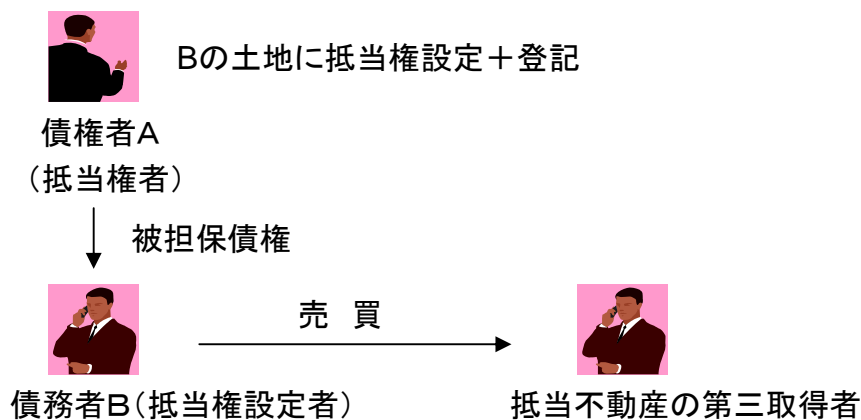 Bの土地に抵当権設定＋登記
債権者A
（抵当権者）
被担保債権
売 買
債務者B（抵当権設定者）
抵当不動産の第三取得者